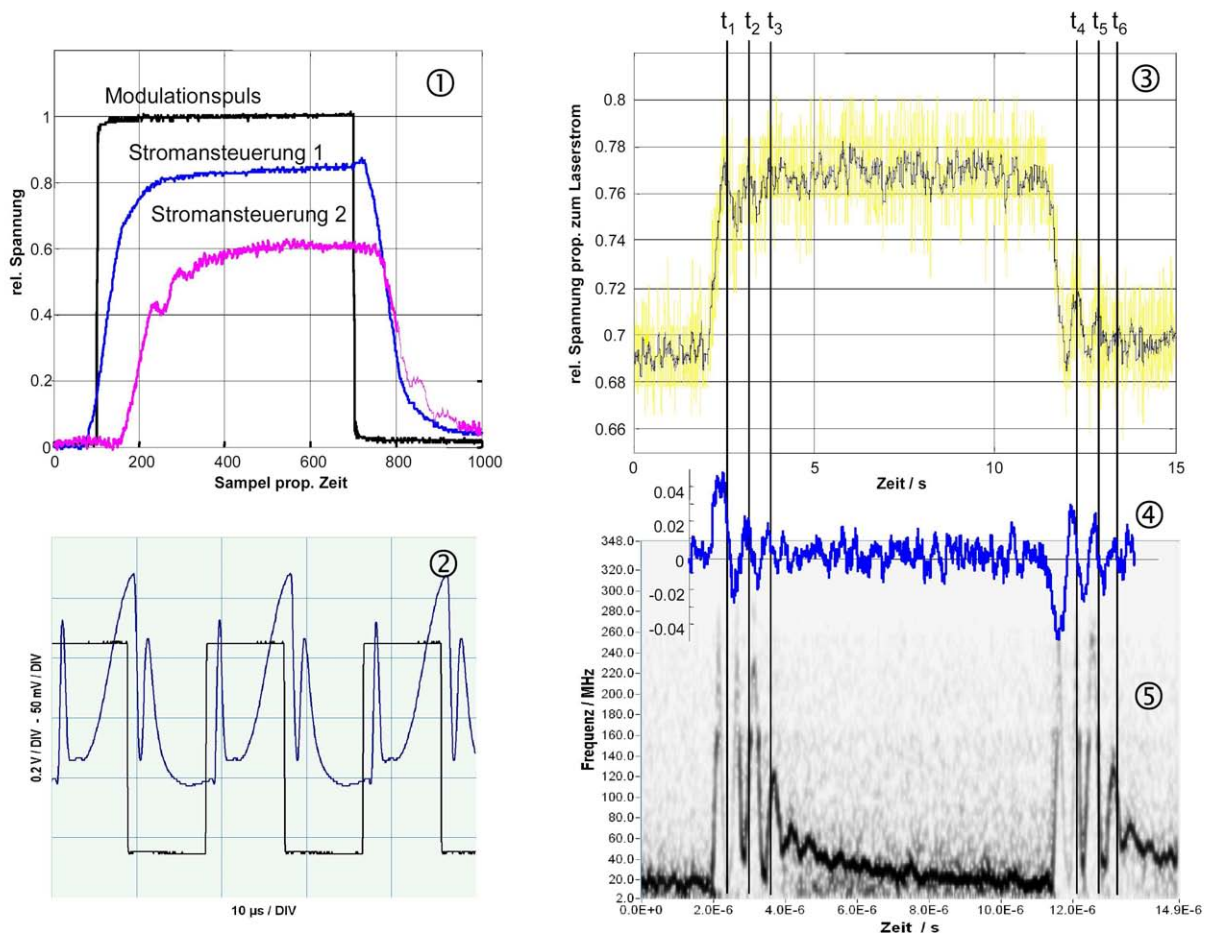 ①
Modulationspuls
Stromansteuerung 1
Stromansteuerung 2
rel. Spannung
1
0.8
0.6
0.4
0.2
0
0 200 400 600 800 1000
Sampel prop. Zeit
②
0.2 V / DIV - 50 mV / DIV
10 µs / DIV
t1 t2 t3 t4 t5 t6
③
rel. Spannung prop. zum Laserstrom
0.8
0.78
0.76
0.74
0.72
0.7
0.68
0.66
0 5 10 15
Zeit / s
④
0.04
0.02
0
-0.02
-0.04
⑤
Frequenz / MHz
348.0
320.0
300.0
280.0
260.0
240.0
220.0
200.0
180.0
160.0
140.0
120.0
100.0
80.0
60.0
40.0
20.0
2.0
0.0E+0 2.0E-6 4.0E-6 6.0E-6 8.0E-6 10.0E-6 12.0E-6 14.9E-6
Zeit / s